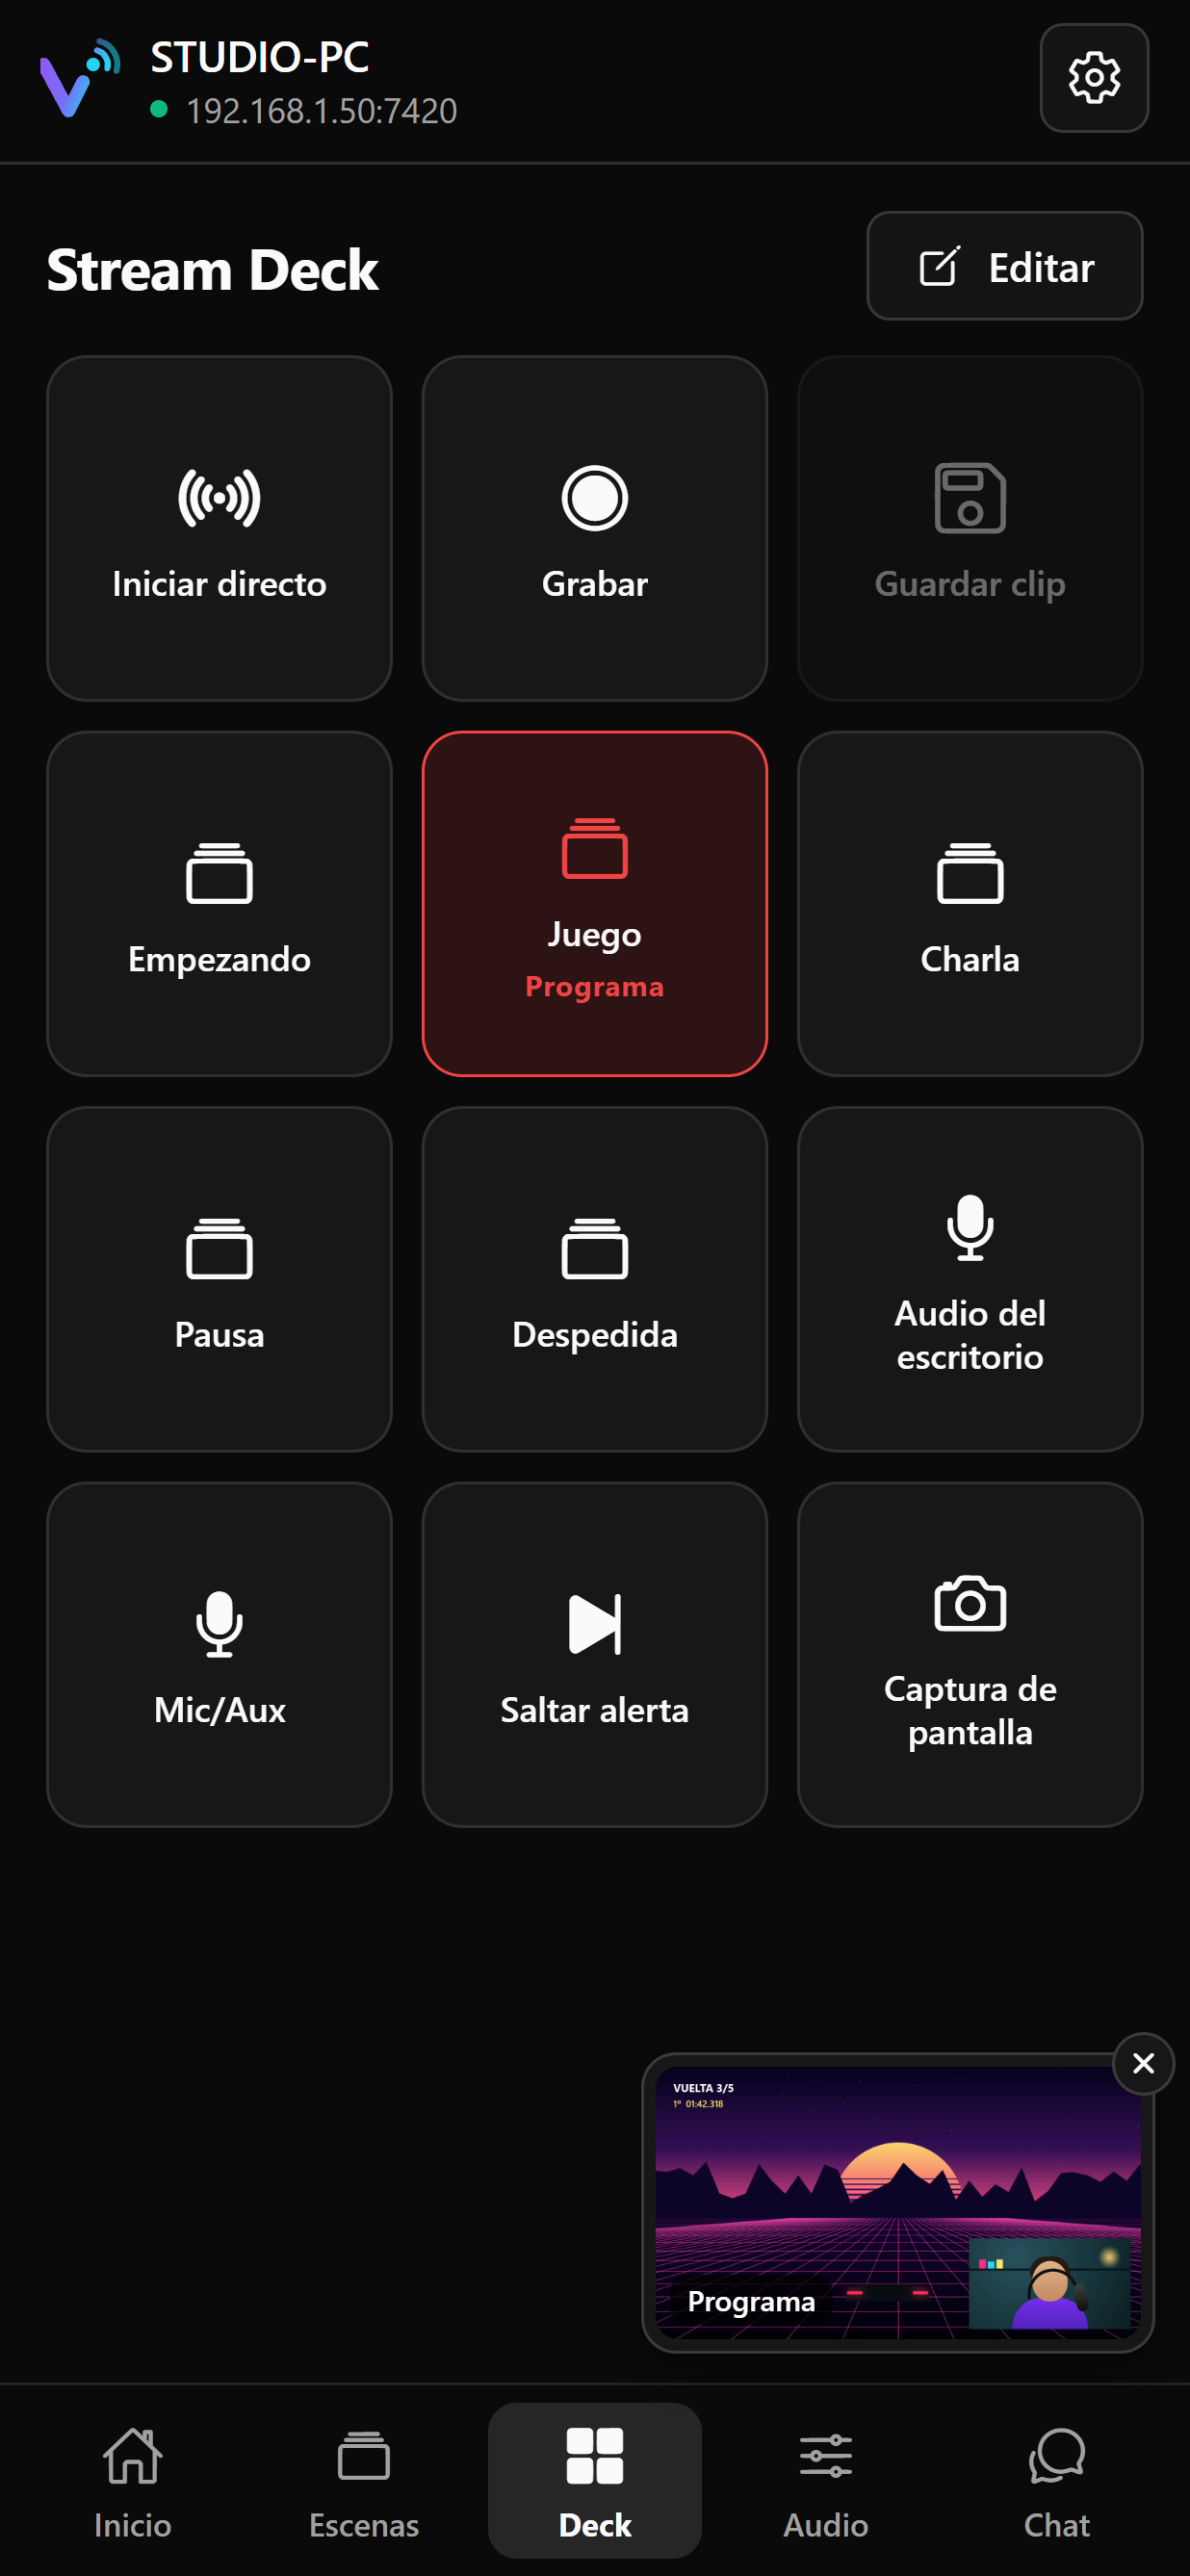 STUDIO-PC
192.168.1.50:7420
Stream Deck
Editar
Iniciar directo
Grabar
Guardar clip
Empezando
Juego
Programa
Charla
Pausa
Despedida
Audio del
escritorio
Mic/Aux
Saltar alerta
Captura de
pantalla
VUELTA 3/5
1º 01:42.318
Programa
Inicio
Escenas
Deck
Audio
Chat